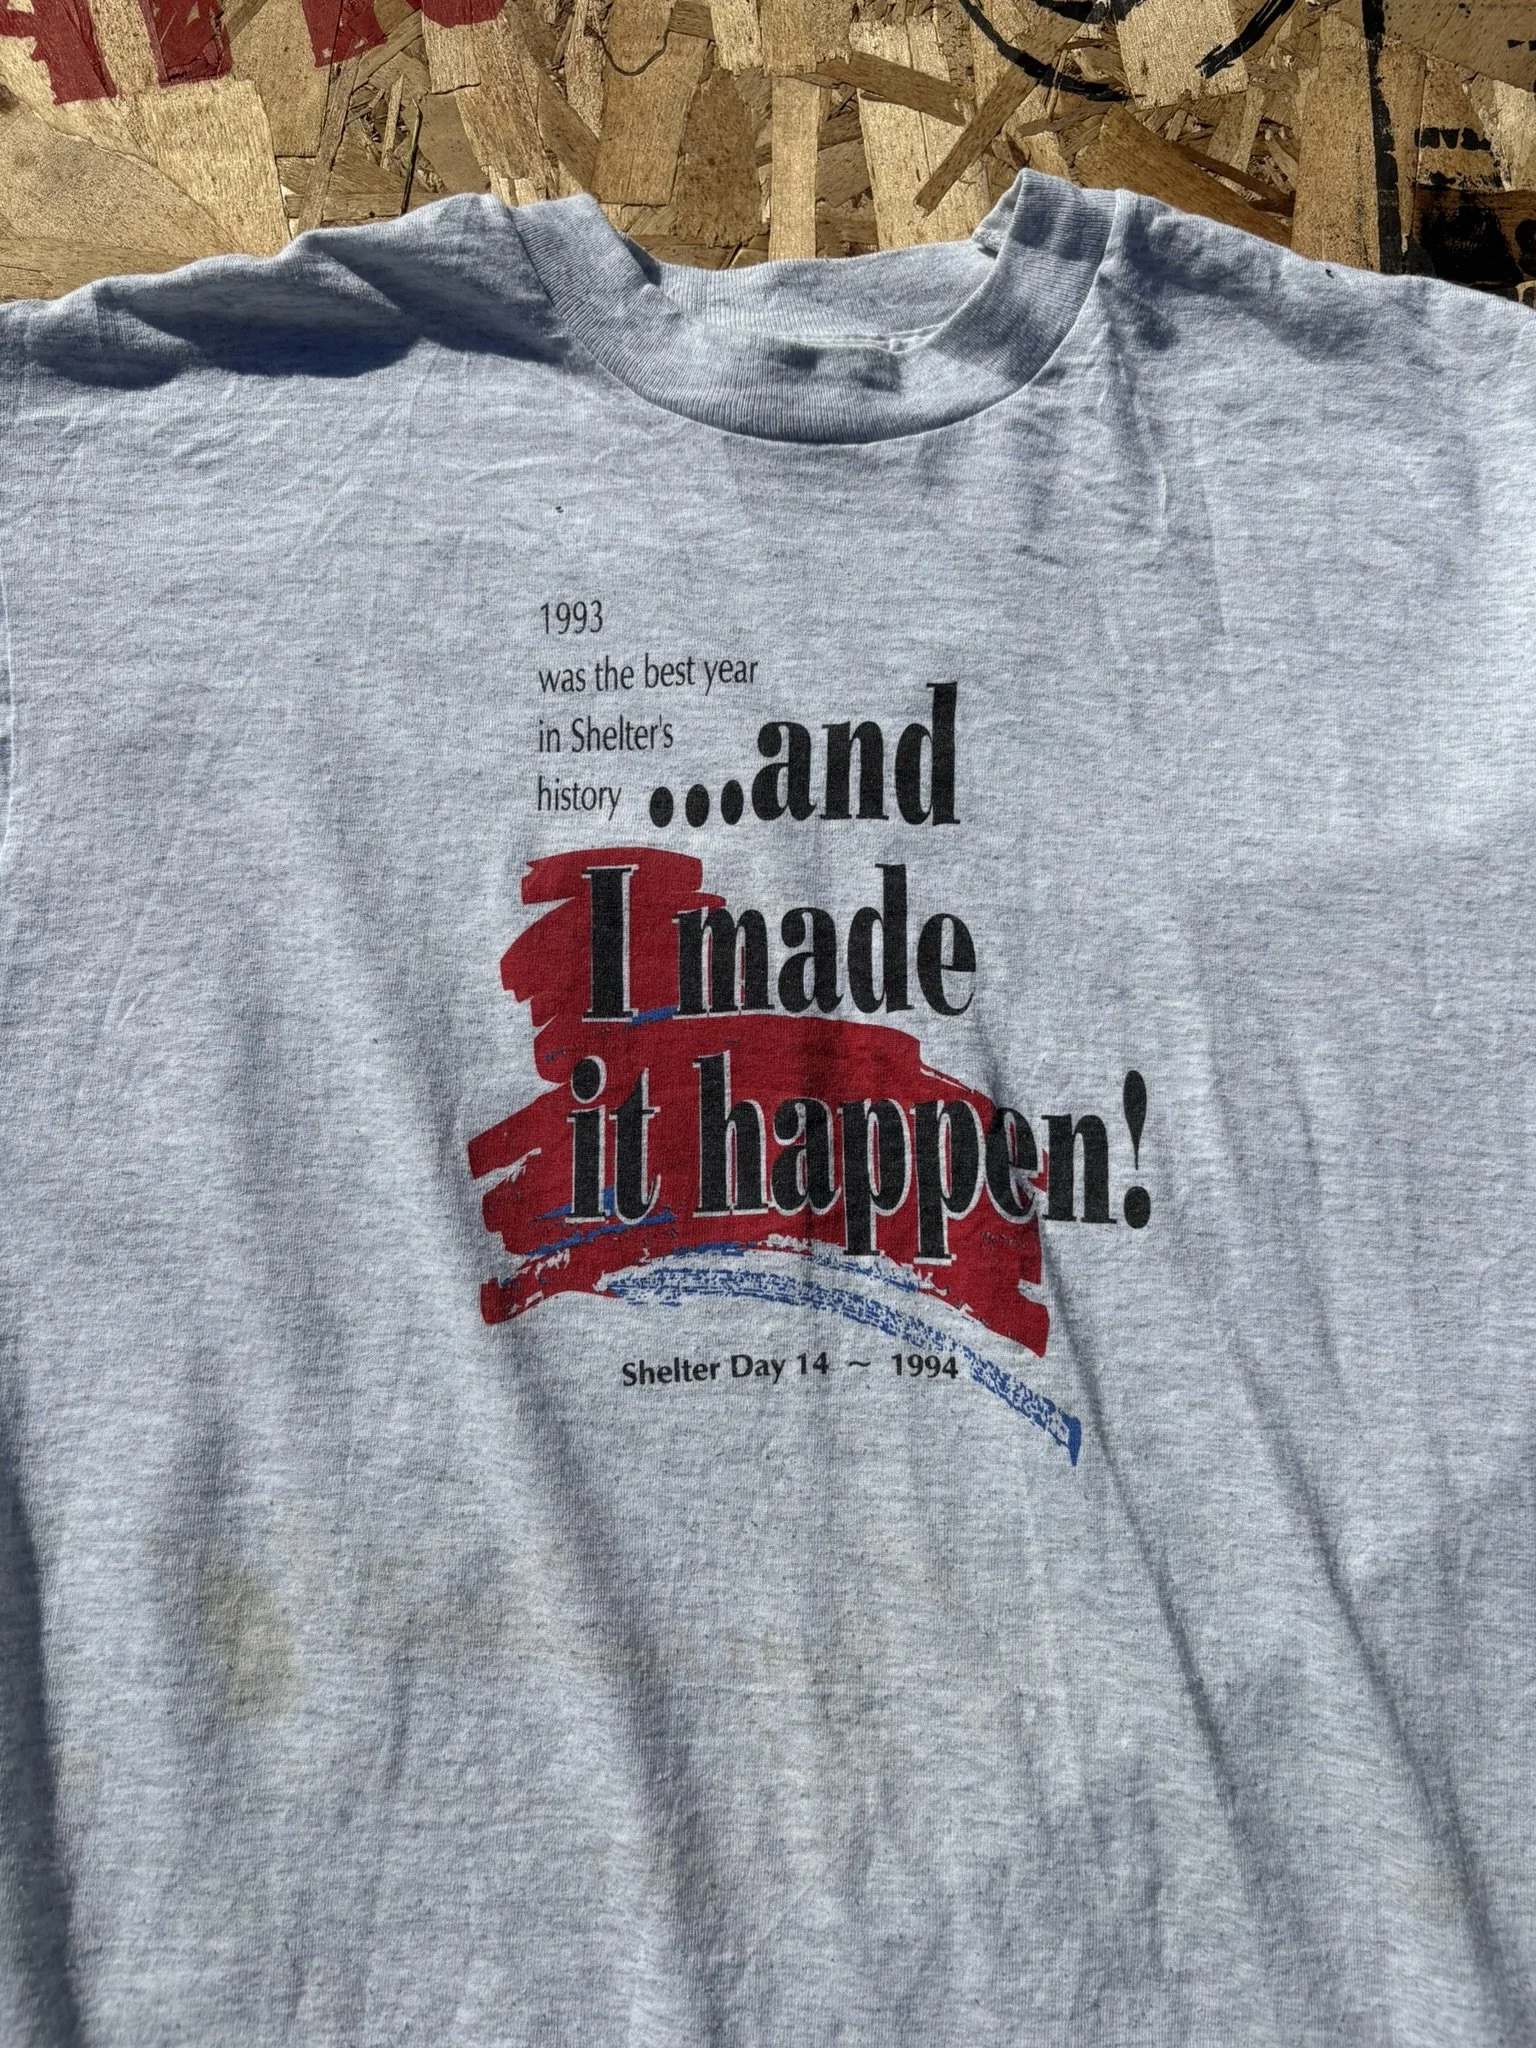 1993
was the best year
in Shelter's
history ...and
I made
it happen!
Shelter Day 14 ~ 1994